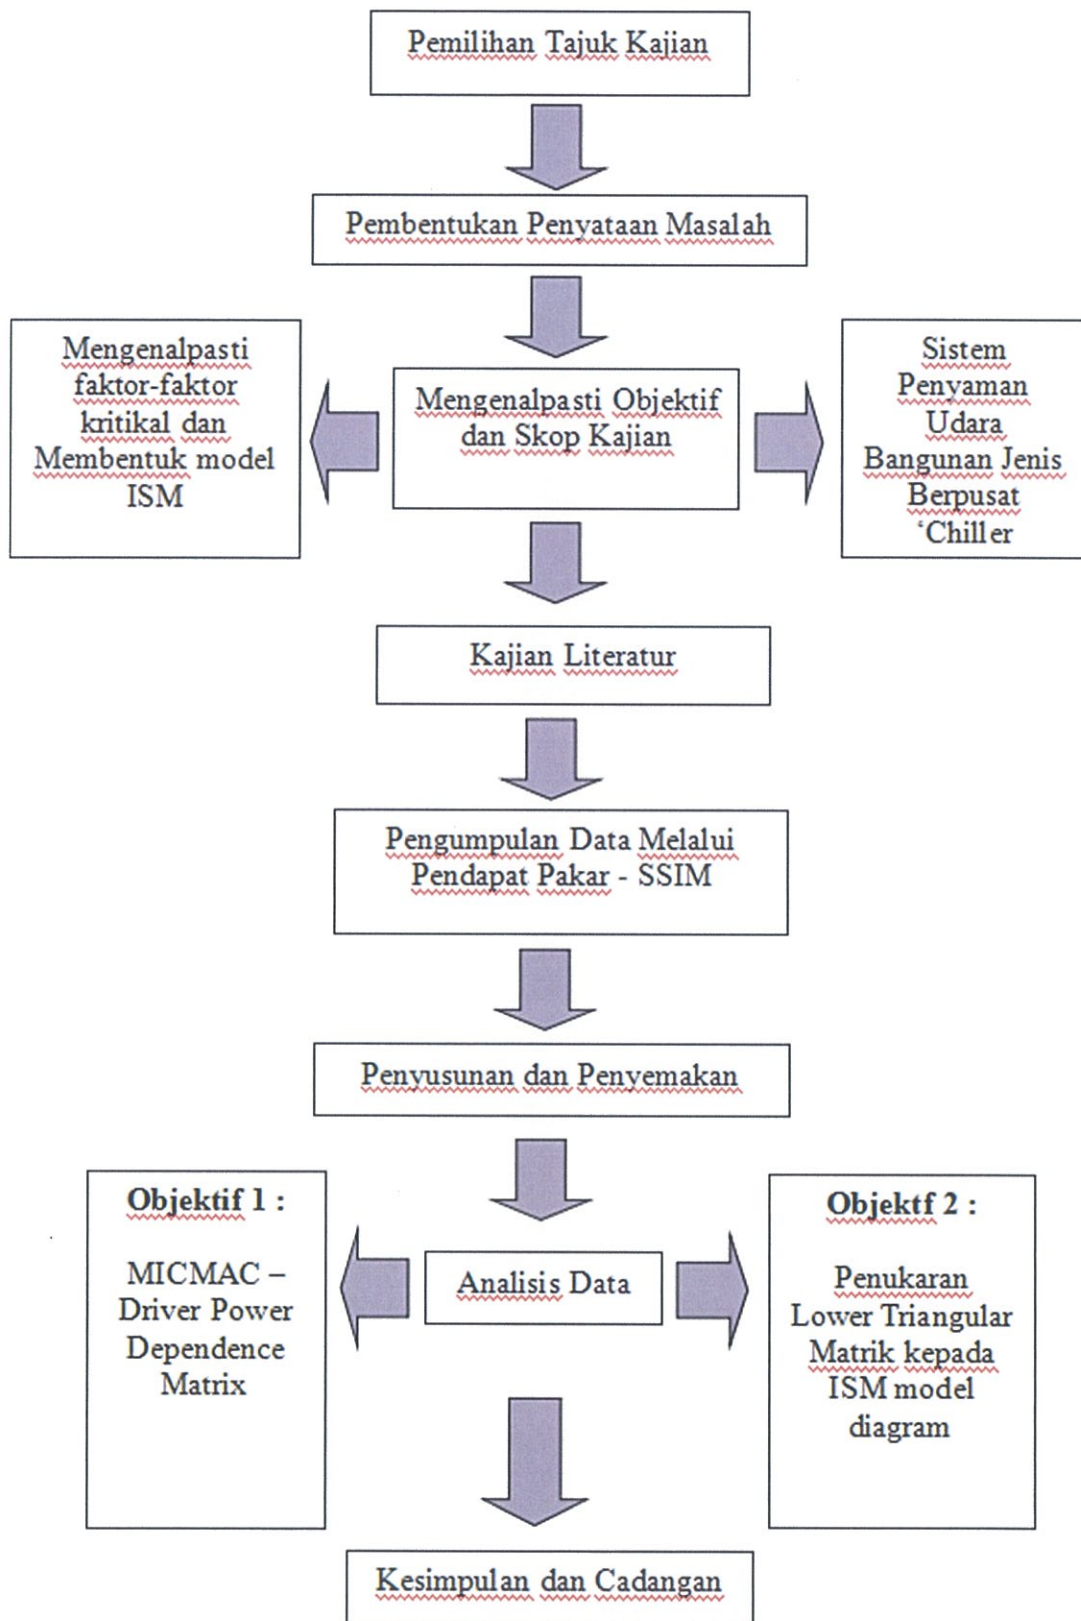 Pemilihan Tajuk Kajian
Pembentukan Penyataan Masalah
Mengenalpasti
faktor-faktor
kritikal dan
Membentuk model
ISM
Mengenalpasti Objektif
dan Skop Kajian
Sistem
Penyaman
Udara
Bangunan Jenis
Berpusat
‘Chiller
Kajian Literatur
Pengumpulan Data Melalui
Pendapat Pakar - SSIM
Penyusunan dan Penyemakan
Objektif 1 :
MICMAC –
Driver Power
Dependence
Matrix
Analisis Data
Objektf 2 :
Penukaran
Lower Triangular
Matrik kepada
ISM model
diagram
Kesimpulan dan Cadangan